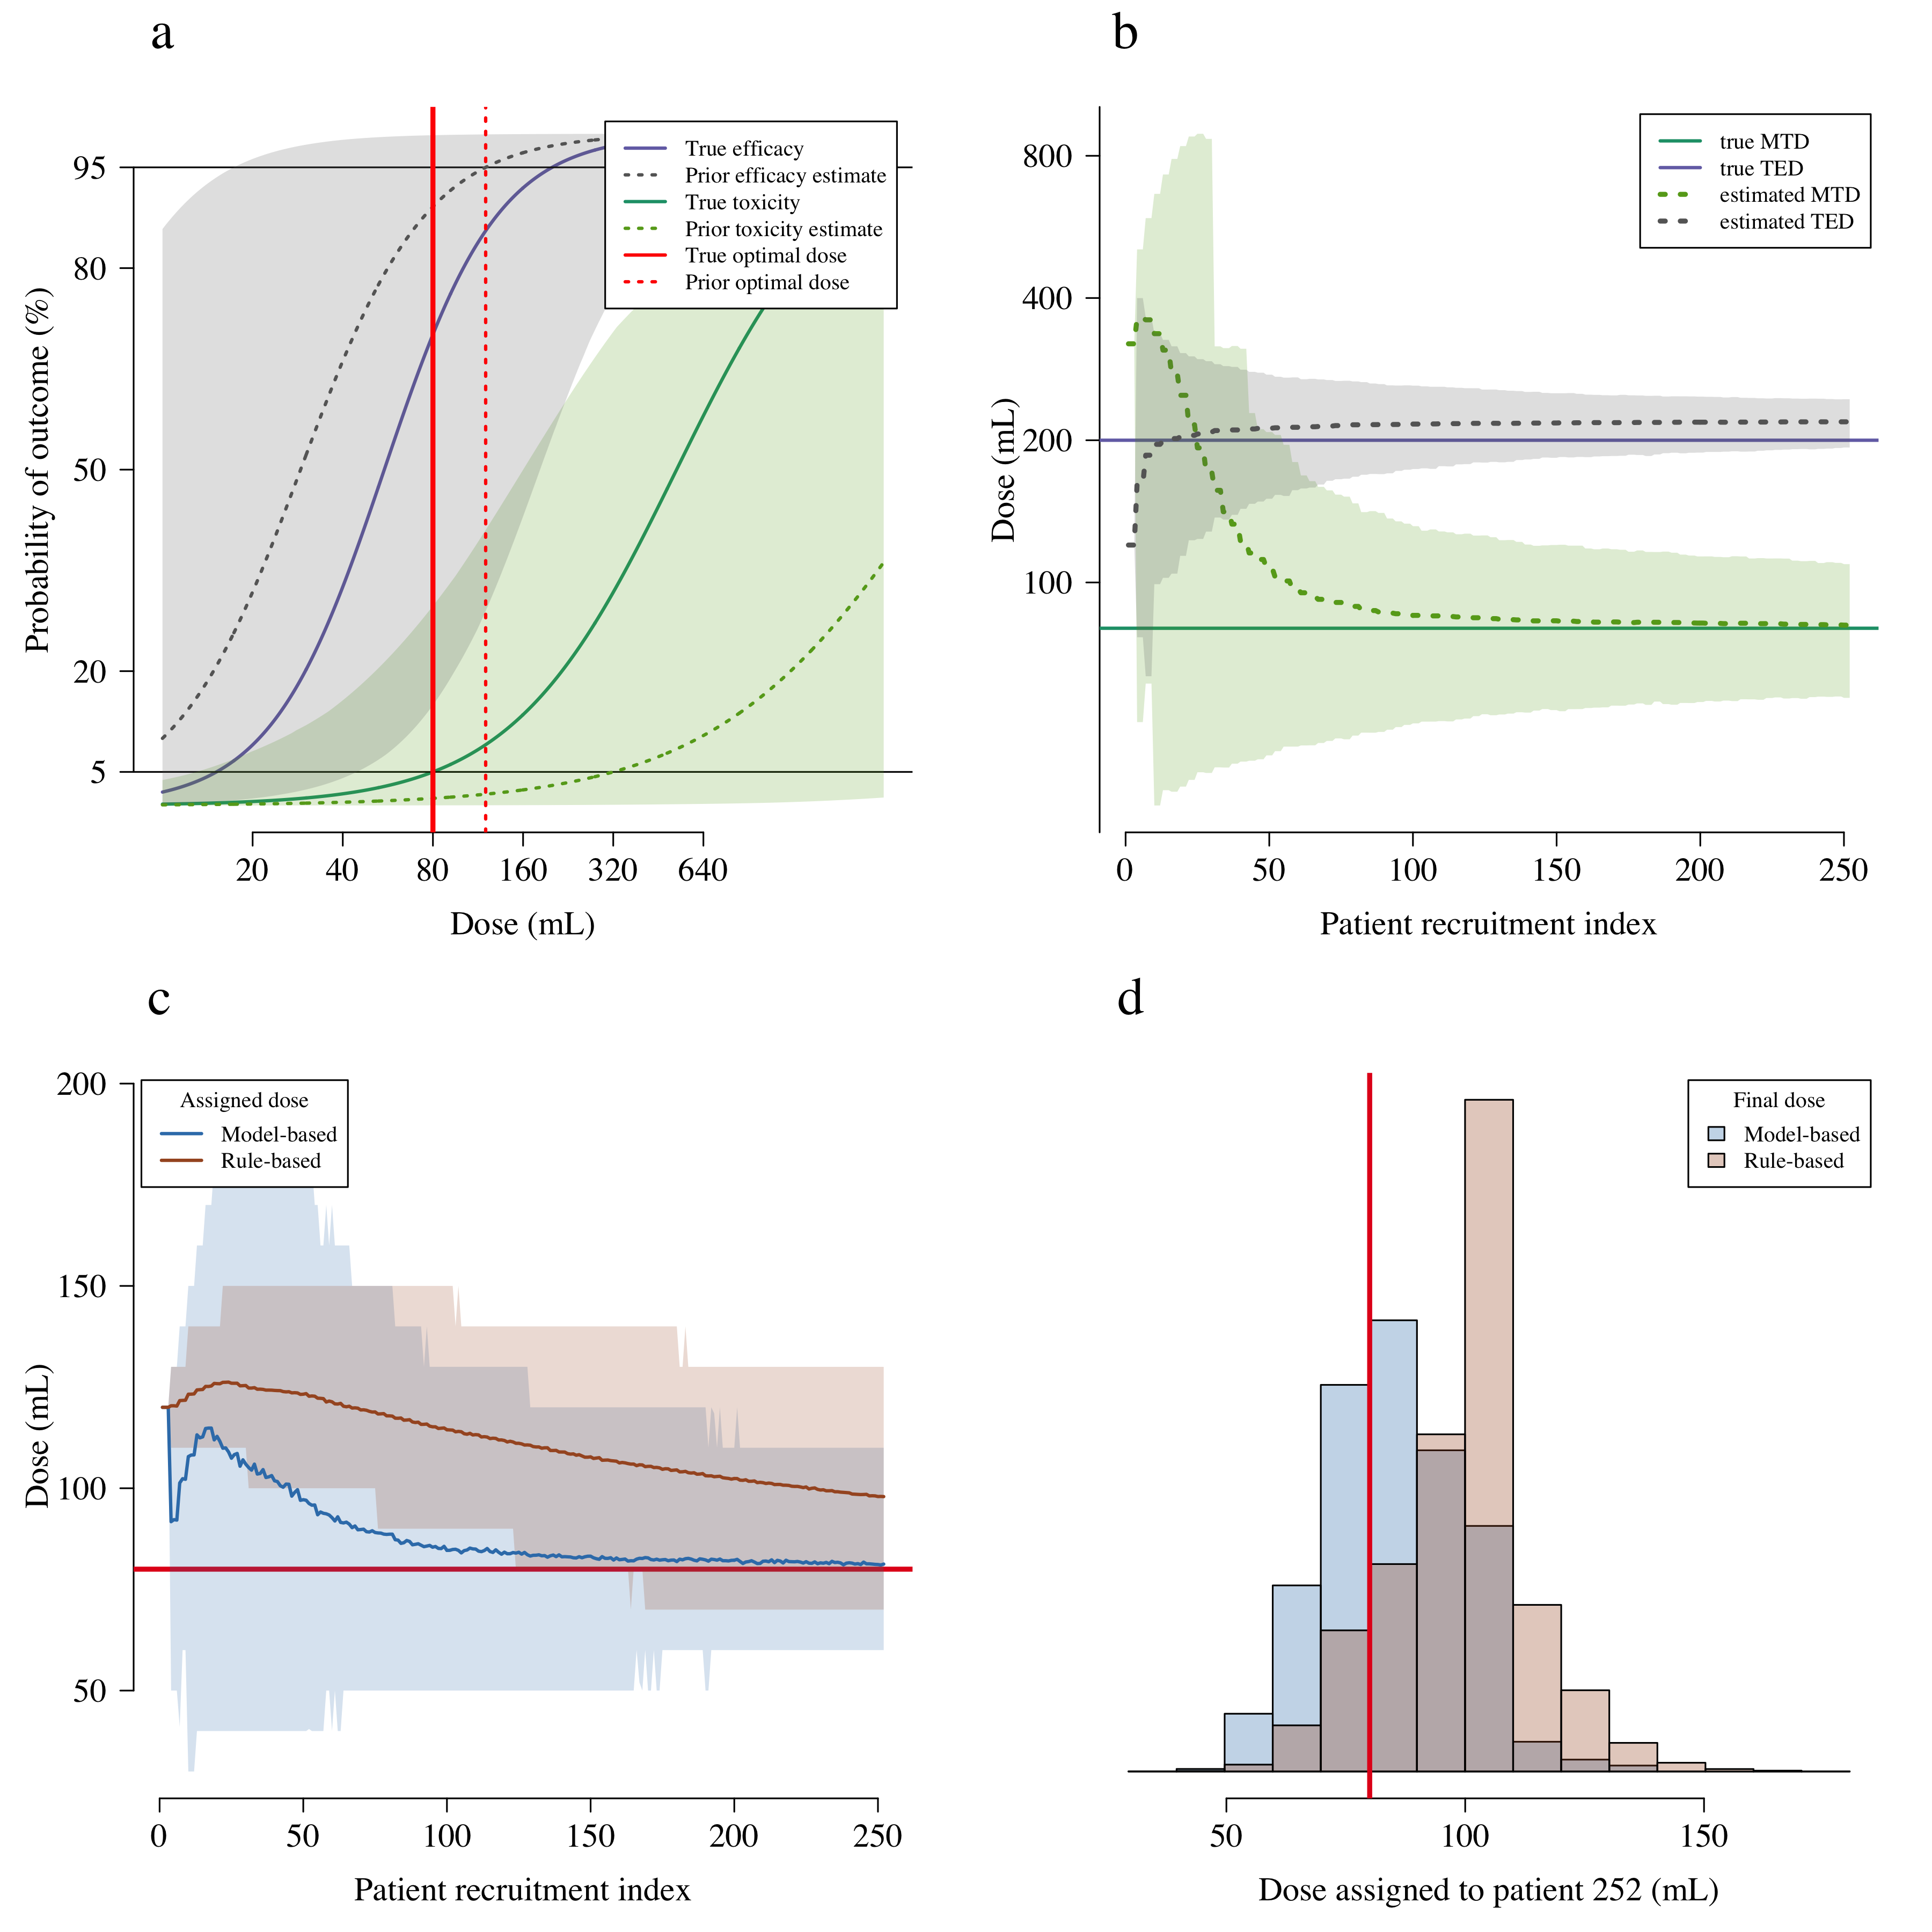 a
Probability of outcome (%)
95
80
50
20
5
True efficacy
Prior efficacy estimate
True toxicity
Prior toxicity estimate
True optimal dose
Prior optimal dose
20 40 80 160 320 640
Dose (mL)
b
Dose (mL)
800
400
200
100
true MTD
true TED
estimated MTD
estimated TED
0 50 100 150 200 250
Patient recruitment index
c
Dose (mL)
200
150
100
50
Assigned dose
Model-based
Rule-based
0 50 100 150 200 250
Patient recruitment index
d
Final dose
Model-based
Rule-based
50 100 150
Dose assigned to patient 252 (mL)